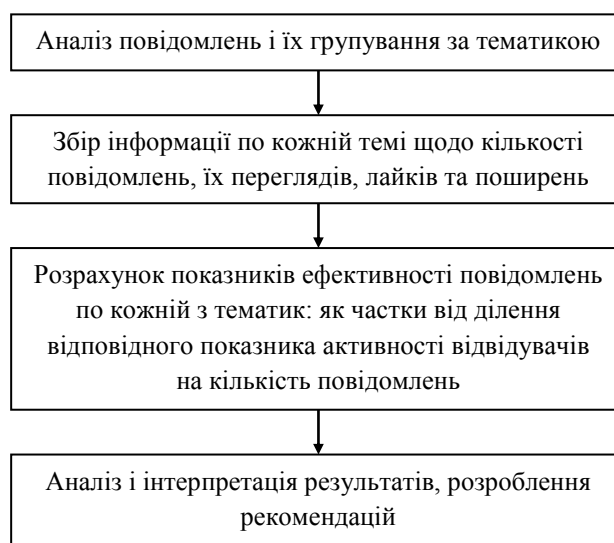 Аналіз повідомлень і їх групування за тематикою
Збір інформації по кожній темі щодо кількості
повідомлень, їх переглядів, лайків та поширень
Розрахунок показників ефективності повідомлень
по кожній з тематик: як частки від ділення
відповідного показника активності відвідувачів
на кількість повідомлень
Аналіз і інтерпретація результатів, розроблення
рекомендацій